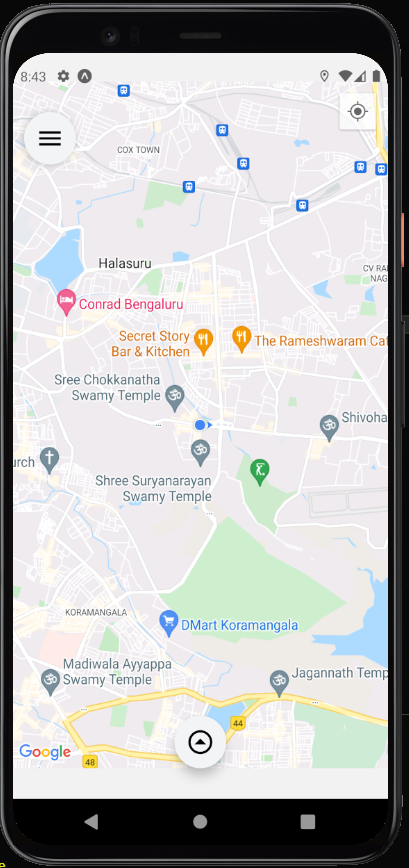 8:43
COX TOWN
Halasuru
CV RA
NAG
Conrad Bengaluru
Secret Story
Bar & Kitchen
The Rameshwaram Caf
Sree Chokkanatha
Swamy Temple
Shivoha
urch
Shree Suryanarayan
Swamy Temple
KORAMANGALA
DMart Koramangala
Madiwala Ayyappa
Swamy Temple
Jagannath Temp
44
48
Google
e